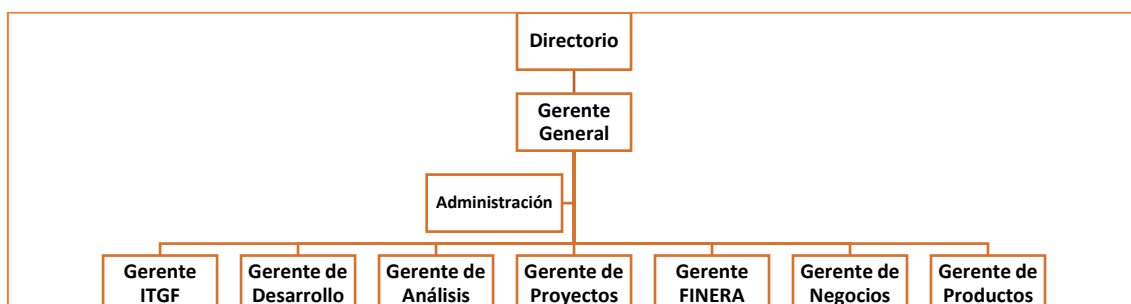 Directorio
Gerente
General
Administración
Gerente
ITGF
Gerente de
Desarrollo
Gerente de
Análisis
Gerente de
Proyectos
Gerente
FINERA
Gerente de
Negocios
Gerente de
Productos